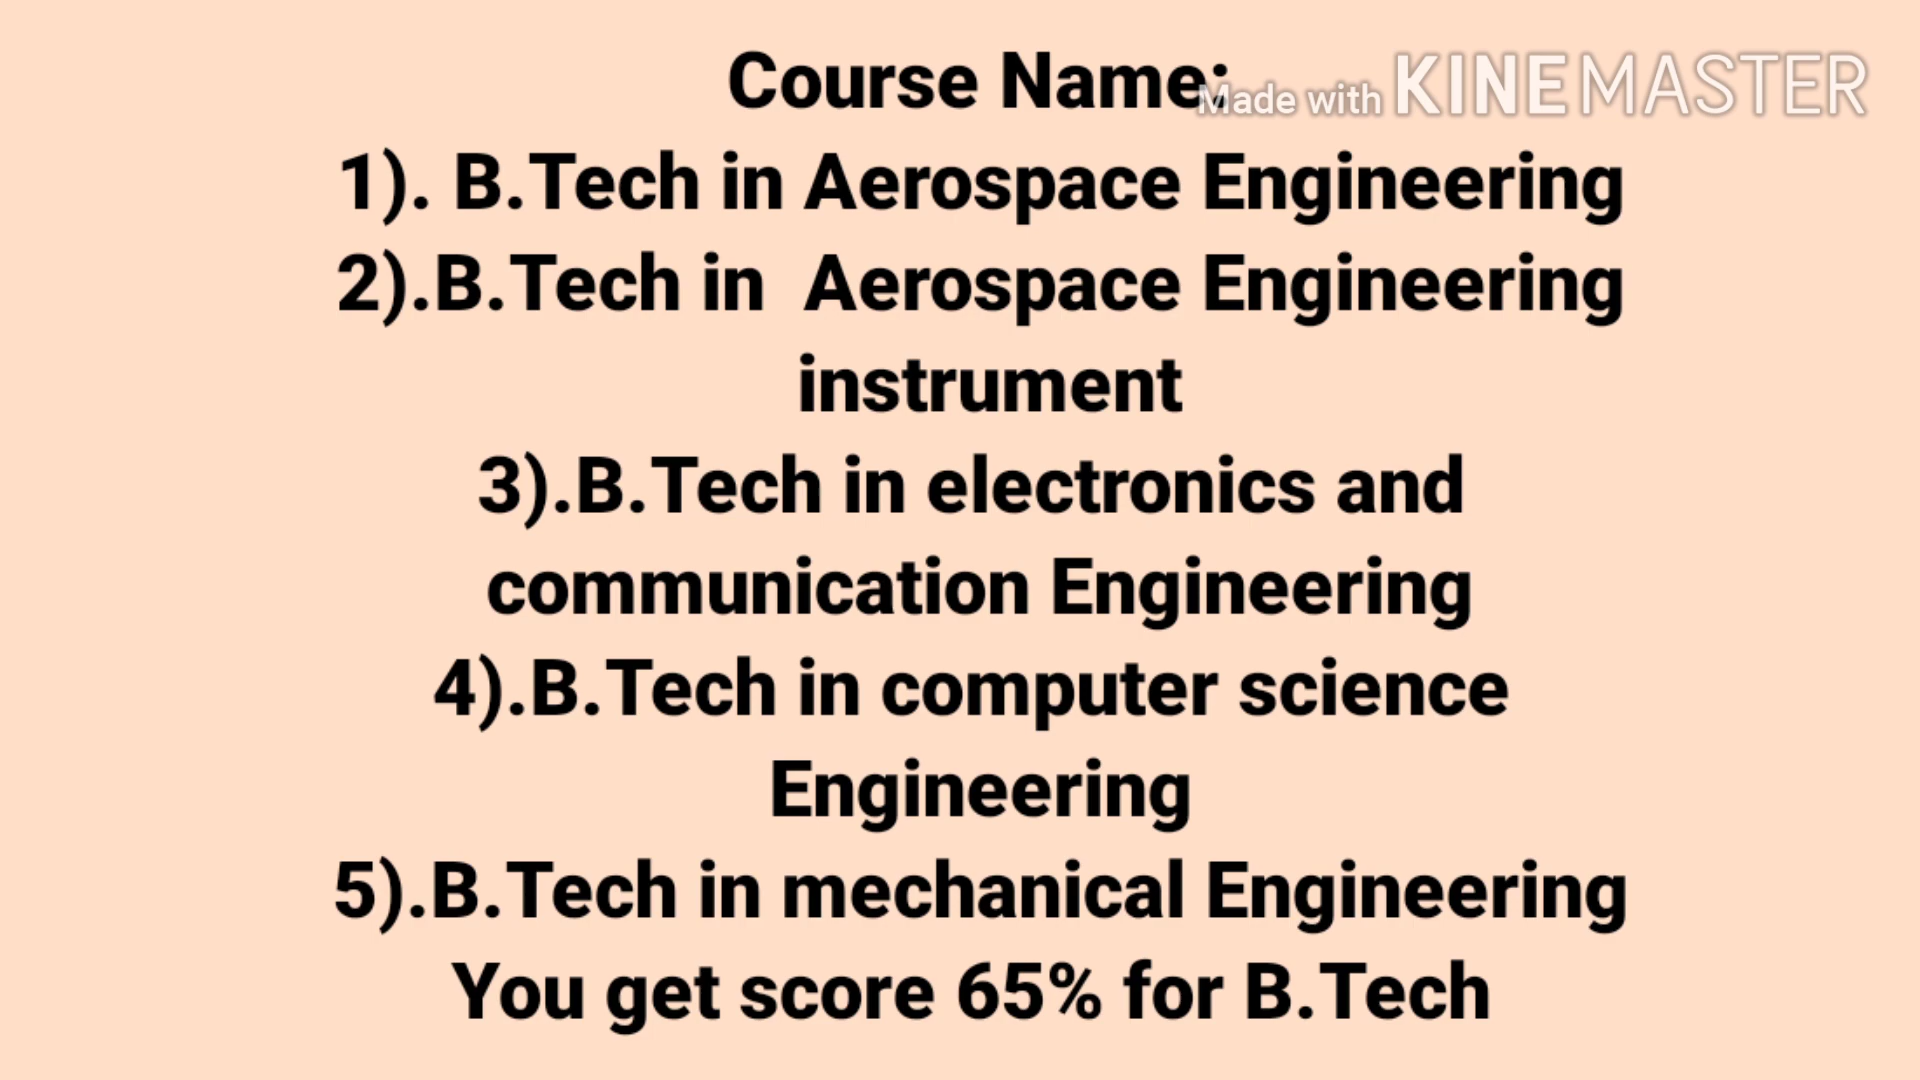 Course Name:
Made with KINEMASTER
1). B.Tech in Aerospace Engineering
2).B.Tech in  Aerospace Engineering
instrument
3).B.Tech in electronics and
communication Engineering
4).B.Tech in computer science
Engineering
5).B.Tech in mechanical Engineering
You get score 65% for B.Tech